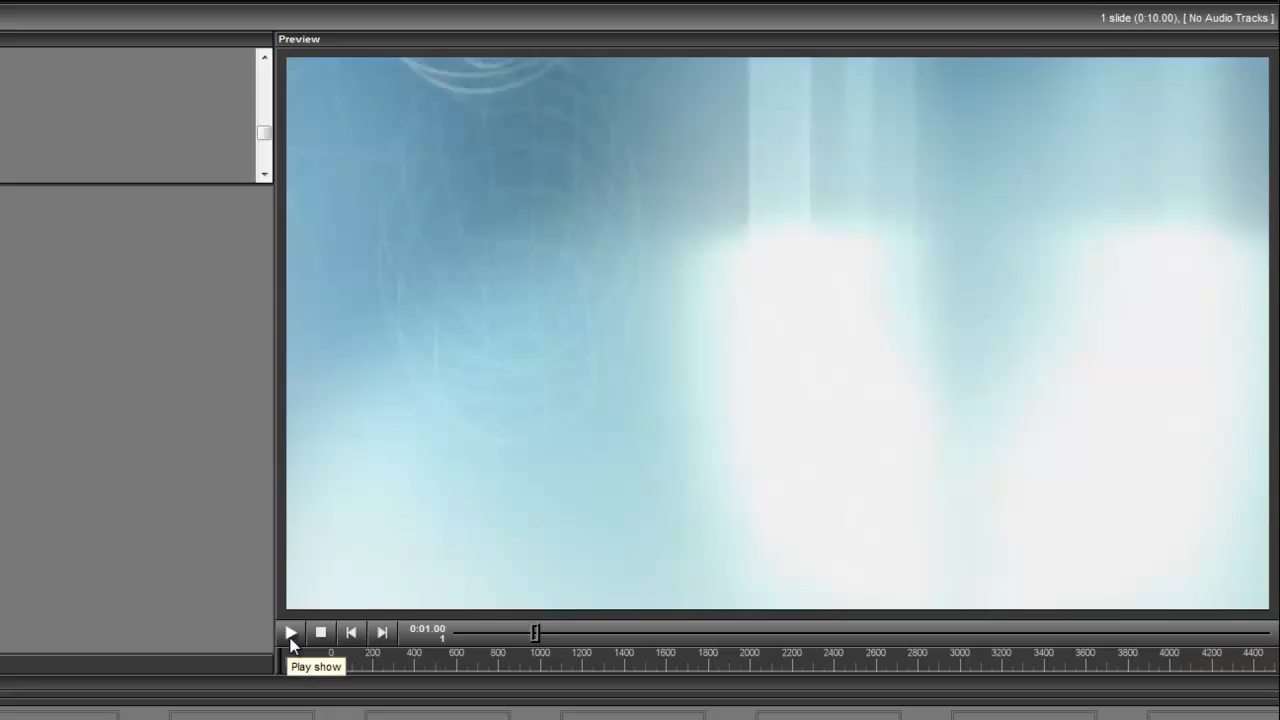 1 slide (0:10.00), [ No Audio Tracks ]
Preview
0:01.00
1
0 200 400 600 800 1000 1200 1400 1600 1800 2000 2200 2400 2600 2800 3000 3200 3400 3600 3800 4000 4200 4400
Play show